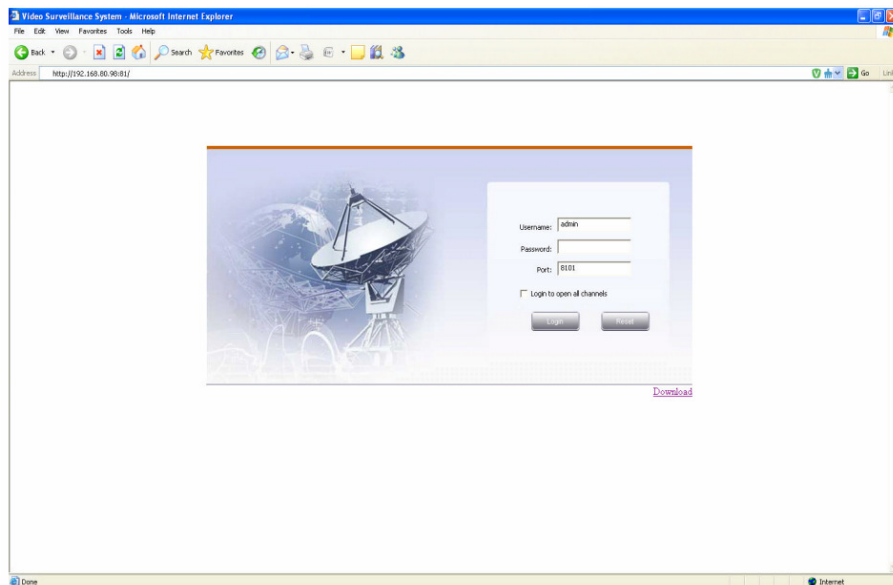 Video Surveillance System - Microsoft Internet Explorer
File Edit View Favorites Tools Help
Back Search Favorites
Address http://192.168.80.98:81/ Go Link
Username: admin
Password:
Port: 8101
Login to open all channels
Login Reset
Download
Done Internet